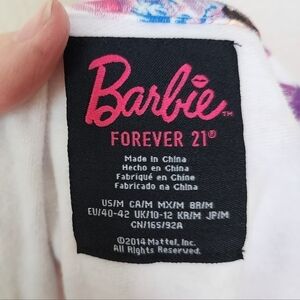 Barbie™
FOREVER 21®
Made in China
Hecho en China
Fabriqué en Chine
Fabricado na China
US/M CA/M MX/M BR/M
EU/40-42 UK/10-12 KR/M JP/M
CN/165/92A
©2014 Mattel, Inc.
All Rights Reserved.